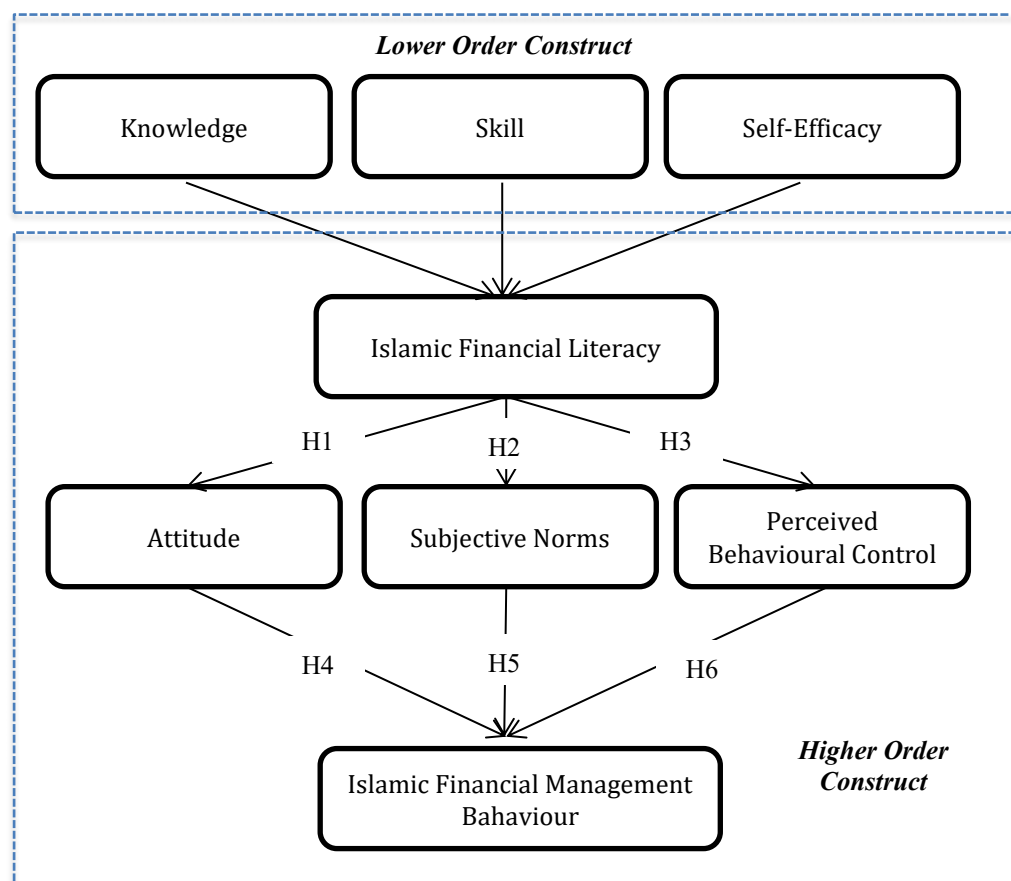 Lower Order Construct
Knowledge
Skill
Self-Efficacy
Islamic Financial Literacy
H1
H2
H3
Attitude
Subjective Norms
Perceived
Behavioural Control
H4
H5
H6
Higher Order
Construct
Islamic Financial Management
Bahaviour